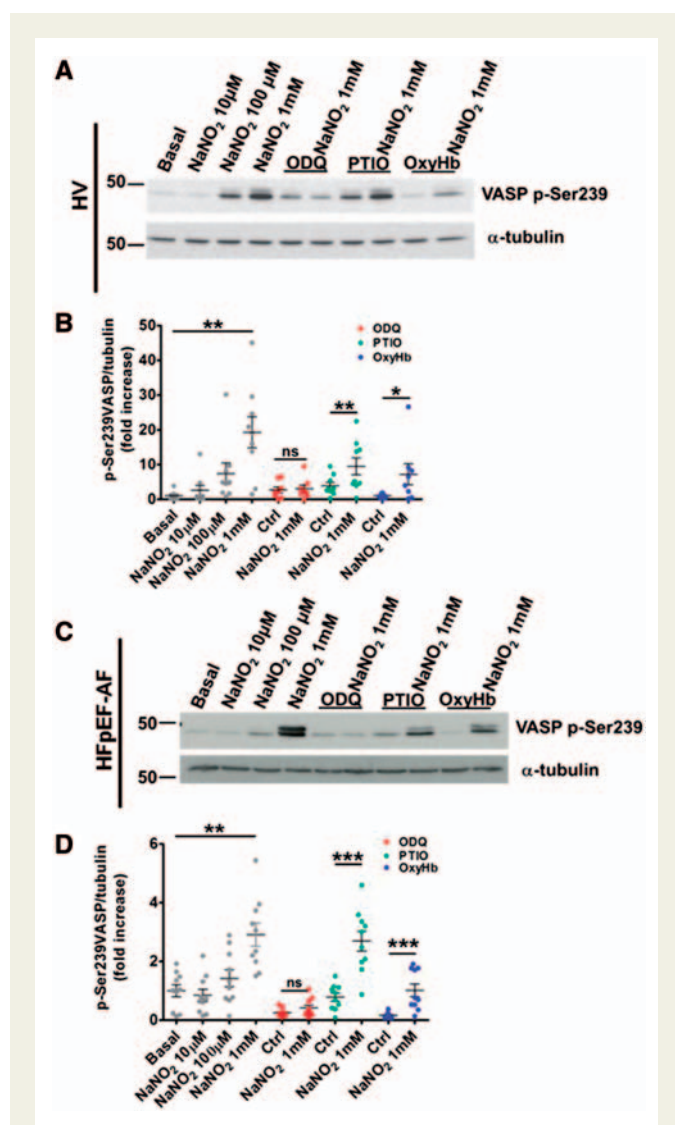 A
Basal NaNO₂ 10μM NaNO₂ 100 μM NaNO₂ 1mM NaNO₂ 1mM NaNO₂ 1mM NaNO₂ 1mM
ODQ PTIO OxyHb
HV
50 VASP p-Ser239
50 α-tubulin
B
p-Ser239VASP/tubulin
(fold increase)
50
40
30
20
10
0
** ns ** *
ODQ
PTIO
OxyHb
Basal NaNO₂ 10μM NaNO₂ 100μM NaNO₂ 1mM Ctrl NaNO₂ 1mM Ctrl NaNO₂ 1mM Ctrl NaNO₂ 1mM
C
Basal NaNO₂ 10μM NaNO₂ 100 μM NaNO₂ 1mM NaNO₂ 1mM NaNO₂ 1mM NaNO₂ 1mM
ODQ PTIO OxyHb
HFpEF-AF
50 VASP p-Ser239
50 α-tubulin
D
p-Ser239VASP/tubulin
(fold increase)
6
4
2
0
** ns *** ***
ODQ
PTIO
OxyHb
Basal NaNO₂ 10μM NaNO₂ 100μM NaNO₂ 1mM Ctrl NaNO₂ 1mM Ctrl NaNO₂ 1mM Ctrl NaNO₂ 1mM